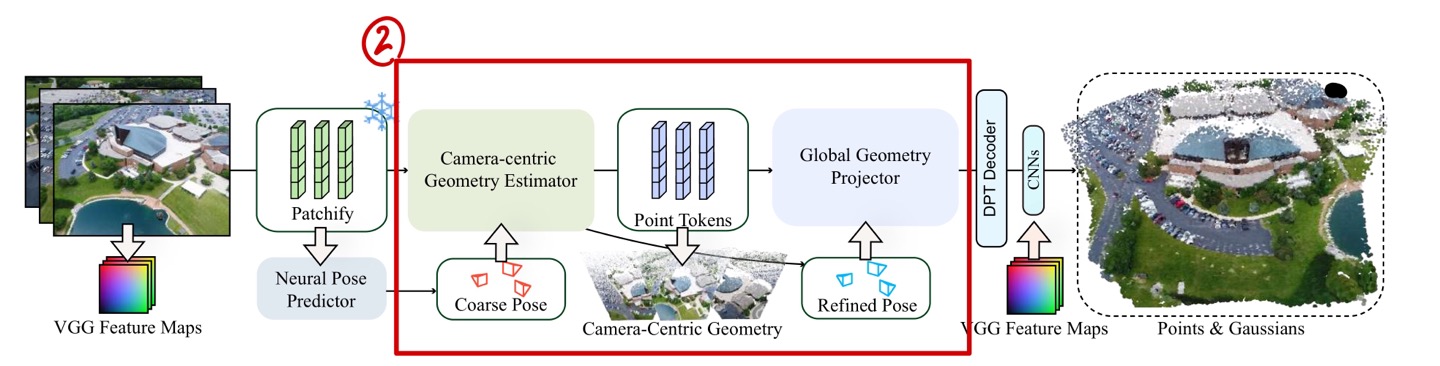 2
Patchify
Neural Pose
Predictor
VGG Feature Maps
Camera-centric
Geometry Estimator
Coarse Pose
Point Tokens
Camera-Centric Geometry
Global Geometry
Projector
Refined Pose
DPT Decoder
CNNs
VGG Feature Maps
Points & Gaussians